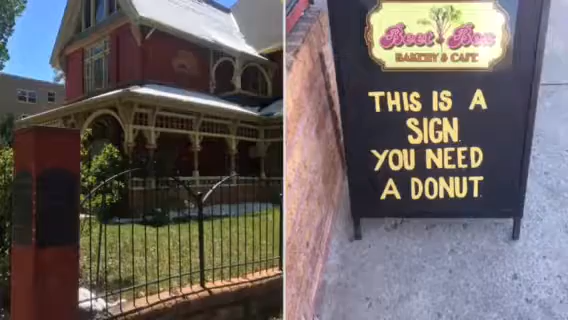 Beet Box
BAKERY & CAFE
THIS IS A
SIGN
YOU NEED
A DONUT